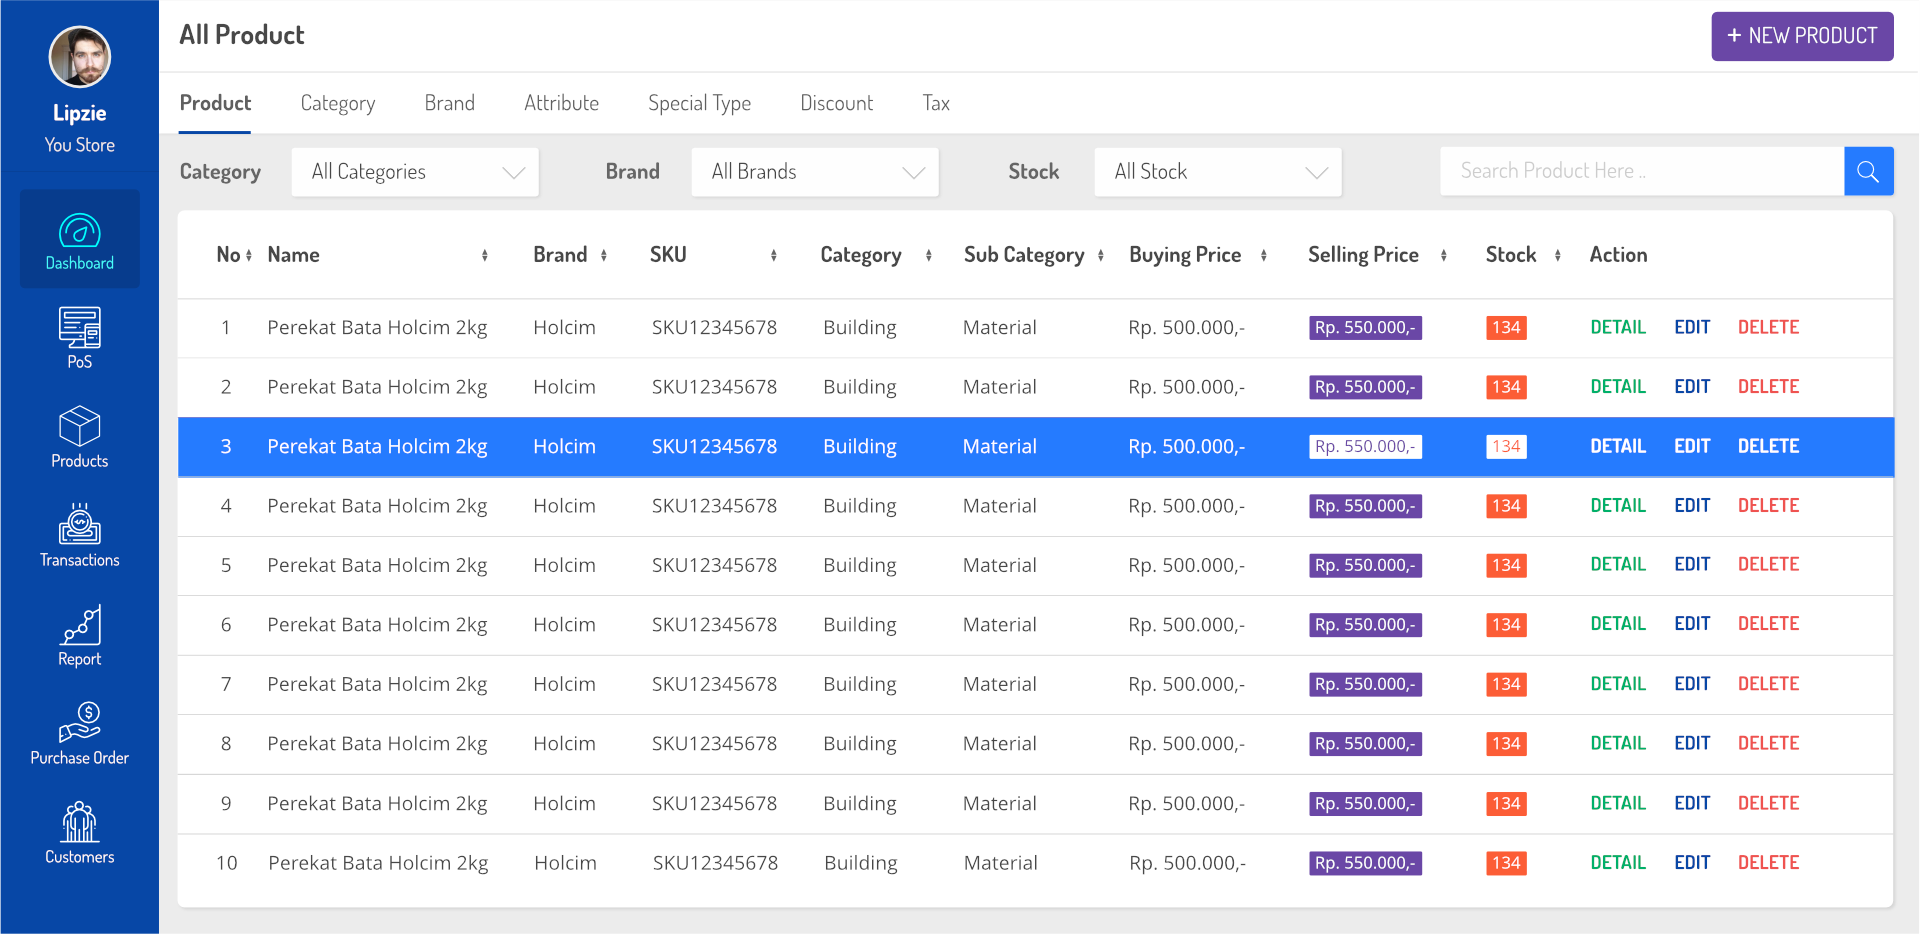 Lipzie
You Store
Dashboard
PoS
Products
Transactions
Report
Purchase Order
Customers
All Product
+ NEW PRODUCT
Product Category Brand Attribute Special Type Discount Tax
Category All Categories Brand All Brands Stock All Stock Search Product Here ..
No Name Brand SKU Category Sub Category Buying Price Selling Price Stock Action
1 Perekat Bata Holcim 2kg Holcim SKU12345678 Building Material Rp. 500.000,- Rp. 550.000,- 134 DETAIL EDIT DELETE
2 Perekat Bata Holcim 2kg Holcim SKU12345678 Building Material Rp. 500.000,- Rp. 550.000,- 134 DETAIL EDIT DELETE
3 Perekat Bata Holcim 2kg Holcim SKU12345678 Building Material Rp. 500.000,- Rp. 550.000,- 134 DETAIL EDIT DELETE
4 Perekat Bata Holcim 2kg Holcim SKU12345678 Building Material Rp. 500.000,- Rp. 550.000,- 134 DETAIL EDIT DELETE
5 Perekat Bata Holcim 2kg Holcim SKU12345678 Building Material Rp. 500.000,- Rp. 550.000,- 134 DETAIL EDIT DELETE
6 Perekat Bata Holcim 2kg Holcim SKU12345678 Building Material Rp. 500.000,- Rp. 550.000,- 134 DETAIL EDIT DELETE
7 Perekat Bata Holcim 2kg Holcim SKU12345678 Building Material Rp. 500.000,- Rp. 550.000,- 134 DETAIL EDIT DELETE
8 Perekat Bata Holcim 2kg Holcim SKU12345678 Building Material Rp. 500.000,- Rp. 550.000,- 134 DETAIL EDIT DELETE
9 Perekat Bata Holcim 2kg Holcim SKU12345678 Building Material Rp. 500.000,- Rp. 550.000,- 134 DETAIL EDIT DELETE
10 Perekat Bata Holcim 2kg Holcim SKU12345678 Building Material Rp. 500.000,- Rp. 550.000,- 134 DETAIL EDIT DELETE